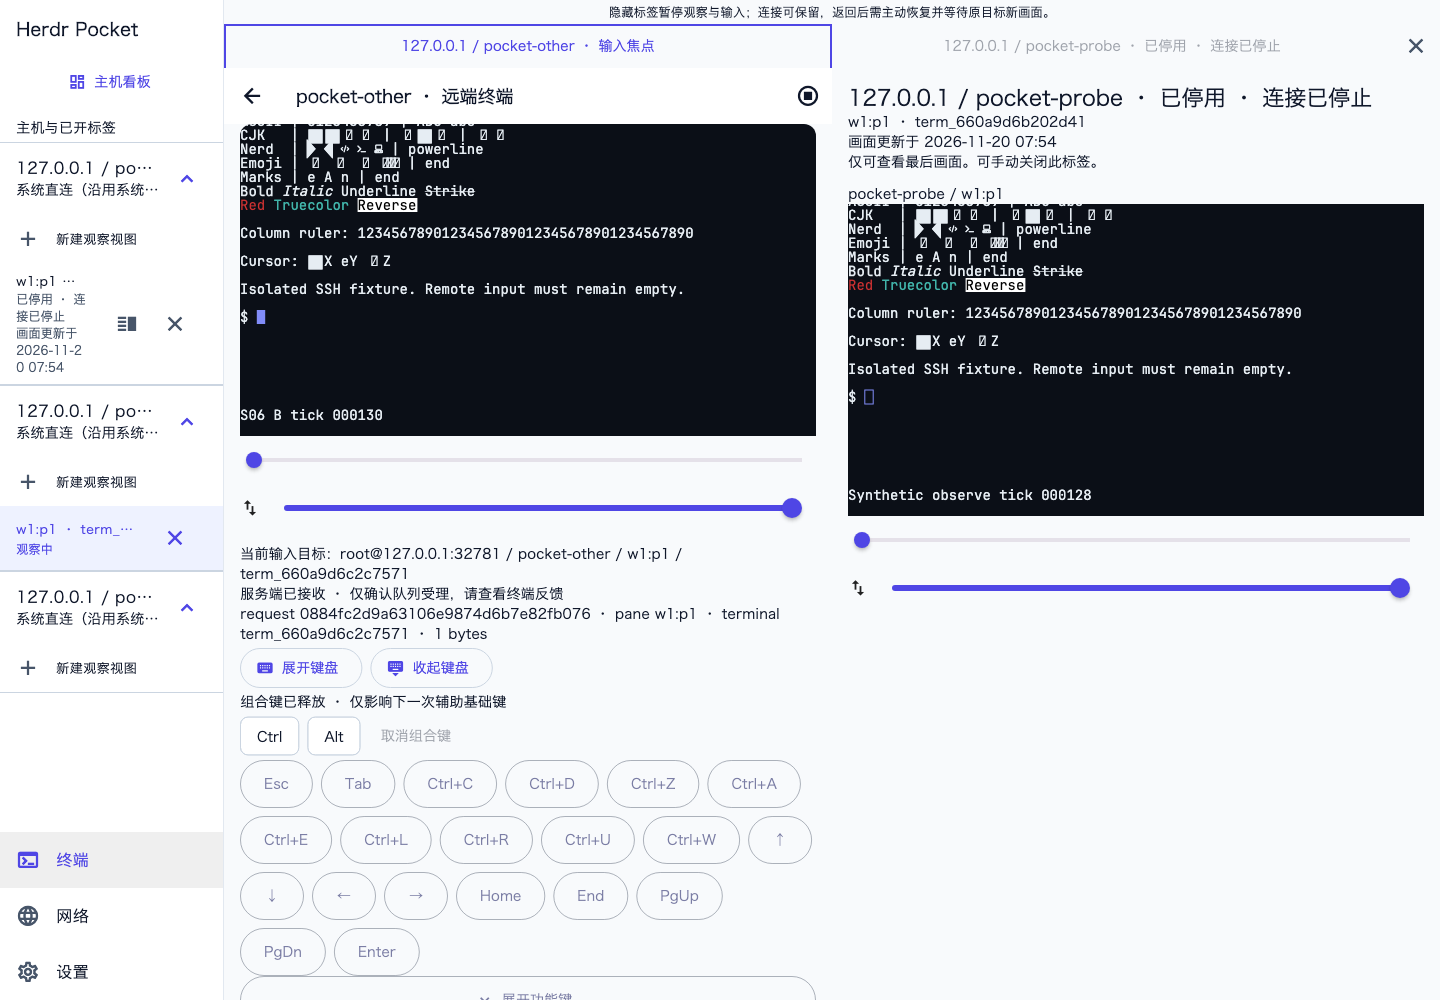 Herdr Pocket
主机看板
主机与已开标签
127.0.0.1 / po···
系统直连（沿用系统···
新建观察视图
w1:p1 ···
已停用 · 连
接已停止
画面更新于
2026-11-2
0 07:54
127.0.0.1 / po···
系统直连（沿用系统···
新建观察视图
w1:p1 · term_···
观察中
127.0.0.1 / po···
系统直连（沿用系统···
新建观察视图
终端
网络
设置
隐藏标签暂停观察与输入；连接可保留，返回后需主动恢复并等待原目标新画面。
127.0.0.1 / pocket-other · 输入焦点
pocket-other · 远端终端
CJK | | |
Nerd | | powerline
Emoji | | end
Marks | e A n | end
Bold Italic Underline Strike
Red Truecolor Reverse
Column ruler: 1234567890123456789012345678901234567890
Cursor: X eY Z
Isolated SSH fixture. Remote input must remain empty.
$
S06 B tick 000130
当前输入目标：root@127.0.0.1:32781 / pocket-other / w1:p1 /
term_660a9d6c2c7571
服务端已接收 · 仅确认队列受理，请查看终端反馈
request 0884fc2d9a63106e9874d6b7e82fb076 · pane w1:p1 · terminal
term_660a9d6c2c7571 · 1 bytes
展开键盘 收起键盘
组合键已释放 · 仅影响下一次辅助基础键
Ctrl Alt 取消组合键
Esc Tab Ctrl+C Ctrl+D Ctrl+Z Ctrl+A
Ctrl+E Ctrl+L Ctrl+R Ctrl+U Ctrl+W ↑
↓ ← → Home End PgUp
PgDn Enter
展开功能键
127.0.0.1 / pocket-probe · 已停用 · 连接已停止
127.0.0.1 / pocket-probe · 已停用 · 连接已停止
w1:p1 · term_660a9d6b202d41
画面更新于 2026-11-20 07:54
仅可查看最后画面。可手动关闭此标签。
pocket-probe / w1:p1
CJK | | |
Nerd | | powerline
Emoji | | end
Marks | e A n | end
Bold Italic Underline Strike
Red Truecolor Reverse
Column ruler: 1234567890123456789012345678901234567890
Cursor: X eY Z
Isolated SSH fixture. Remote input must remain empty.
$
Synthetic observe tick 000128